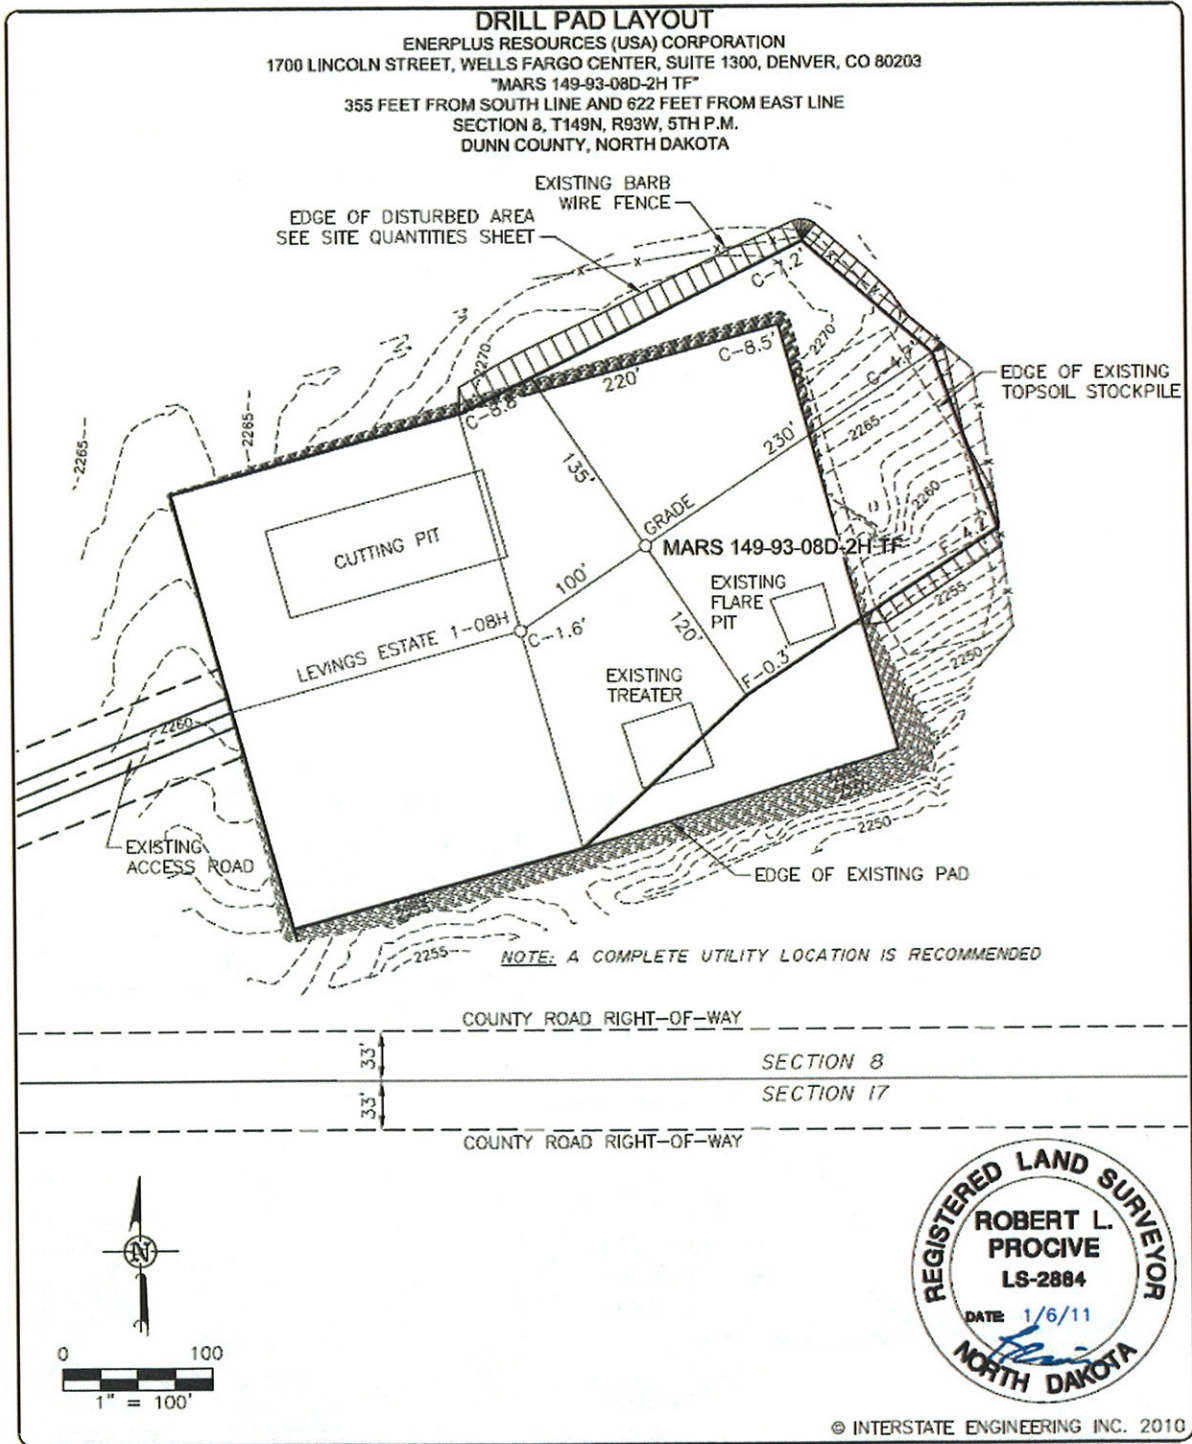 DRILL PAD LAYOUT
ENERPLUS RESOURCES (USA) CORPORATION
1700 LINCOLN STREET, WELLS FARGO CENTER, SUITE 1300, DENVER, CO 80203
"MARS 149-93-08D-2H TF"
355 FEET FROM SOUTH LINE AND 622 FEET FROM EAST LINE
SECTION 8, T149N, R93W, 5TH P.M.
DUNN COUNTY, NORTH DAKOTA
EXISTING BARB
WIRE FENCE
EDGE OF DISTURBED AREA
SEE SITE QUANTITIES SHEET
C-7.2'
2270
2270
C-8.5'
220'
C-8.8'
EDGE OF EXISTING
TOPSOIL STOCKPILE
2265
2265
2265
230'
135'
2260
GRADE
MARS 149-93-08D-2H TF
CUTTING PIT
100'
EXISTING
FLARE
PIT
2255
120'
LEVINGS ESTATE 1-08H
C-1.6'
2250
F-0.3'
EXISTING
TREATER
2260
2250
EXISTING
ACCESS ROAD
EDGE OF EXISTING PAD
2255
NOTE: A COMPLETE UTILITY LOCATION IS RECOMMENDED
COUNTY ROAD RIGHT-OF-WAY
33'
SECTION 8
33'
SECTION 17
COUNTY ROAD RIGHT-OF-WAY
N
0 100
1" = 100'
REGISTERED LAND SURVEYOR
ROBERT L.
PROCIVE
LS-2884
DATE: 1/6/11
NORTH DAKOTA
© INTERSTATE ENGINEERING INC. 2010